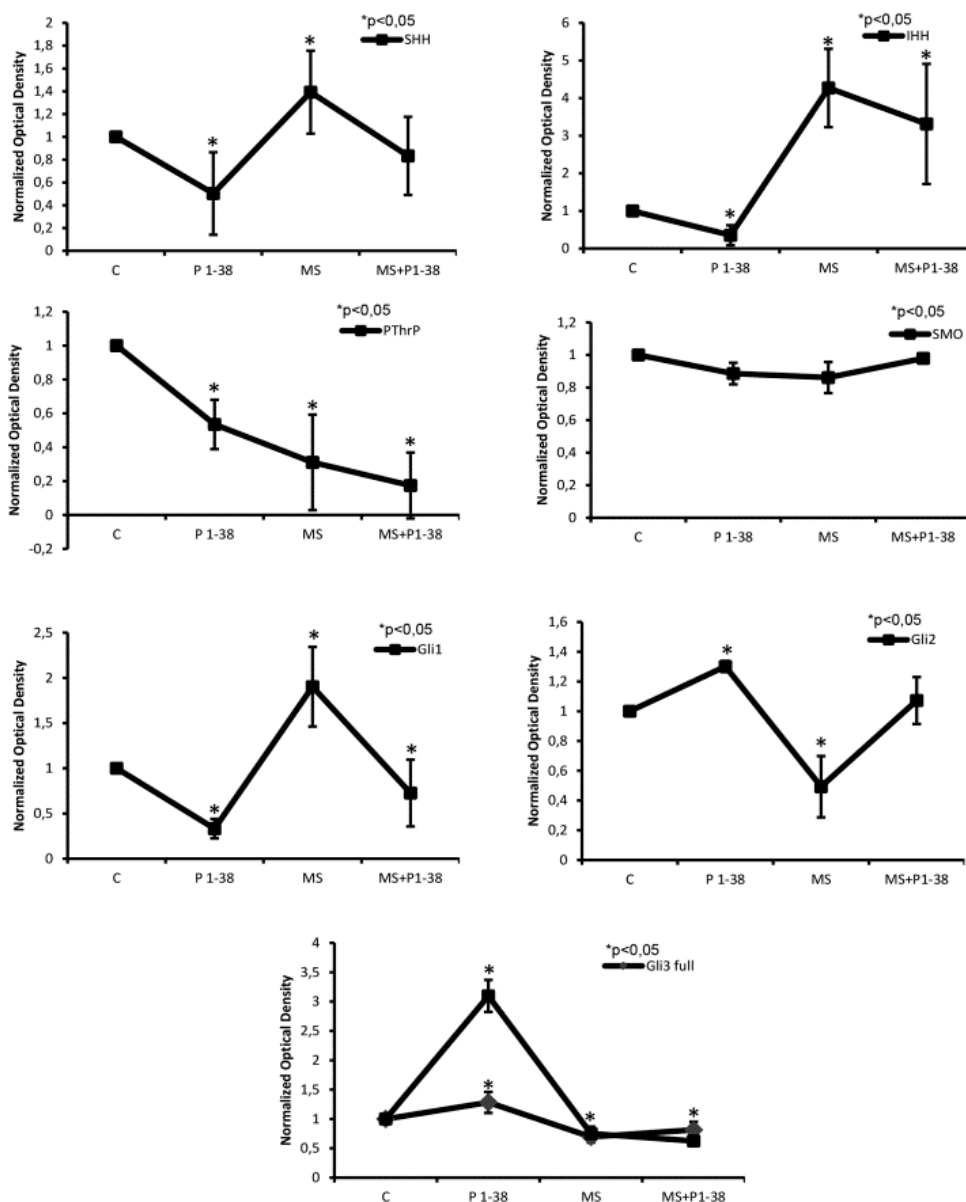 *p<0,05
SHH
Normalized Optical Density
2
1,8
1,6
1,4
1,2
1
0,8
0,6
0,4
0,2
0
*
*
C P 1-38 MS MS+P1-38
*p<0,05
IHH
Normalized Optical Density
6
5
4
3
2
1
0
*
*
*
C P 1-38 MS MS+P1-38
*p<0,05
PThrP
Normalized Optical Density
1,2
1
0,8
0,6
0,4
0,2
0
-0,2
*
*
*
C P 1-38 MS MS+P1-38
*p<0,05
SMO
Normalized Optical Density
1,2
1
0,8
0,6
0,4
0,2
0
C P 1-38 MS MS+P1-38
*p<0,05
Gli1
Normalized Optical Density
2,5
2
1,5
1
0,5
0
*
*
*
C P 1-38 MS MS+P1-38
*p<0,05
Gli2
Normalized Optical Density
1,6
1,4
1,2
1
0,8
0,6
0,4
0,2
0
*
*
C P 1-38 MS MS+P1-38
*p<0,05
Gli3 full
Normalized Optical Density
4
3,5
3
2,5
2
1,5
1
0,5
0
*
*
*
*
C P 1-38 MS MS+P1-38